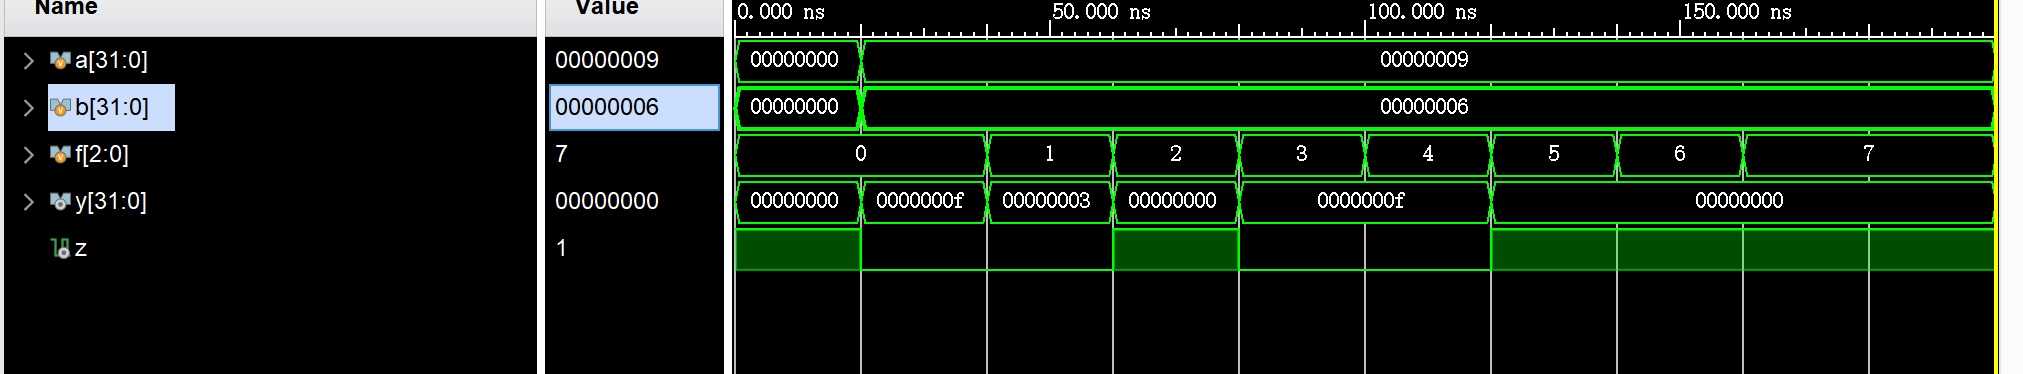 Name Value 0.000 ns 50.000 ns 100.000 ns 150.000 ns
a[31:0] 00000009 00000000 00000009
b[31:0] 00000006 00000000 00000006
f[2:0] 7 0 1 2 3 4 5 6 7
y[31:0] 00000000 00000000 0000000f 00000003 00000000 0000000f 00000000
z 1